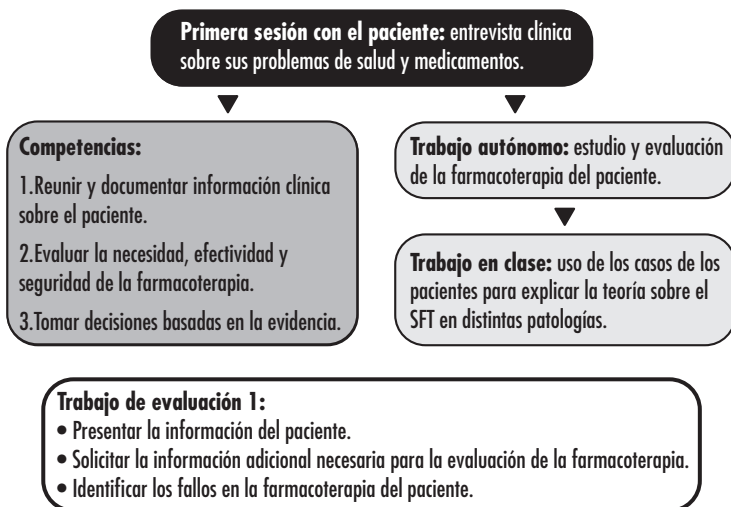 Primera sesión con el paciente: entrevista clínica
sobre sus problemas de salud y medicamentos.
Competencias:
1.Reunir y documentar información clínica
sobre el paciente.
2.Evaluar la necesidad, efectividad y
seguridad de la farmacoterapia.
3.Tomar decisiones basadas en la evidencia.
Trabajo autónomo: estudio y evaluación
de la farmacoterapia del paciente.
Trabajo en clase: uso de los casos de los
pacientes para explicar la teoría sobre el
SFT en distintas patologías.
Trabajo de evaluación 1:
• Presentar la información del paciente.
• Solicitar la información adicional necesaria para la evaluación de la farmacoterapia.
• Identificar los fallos en la farmacoterapia del paciente.